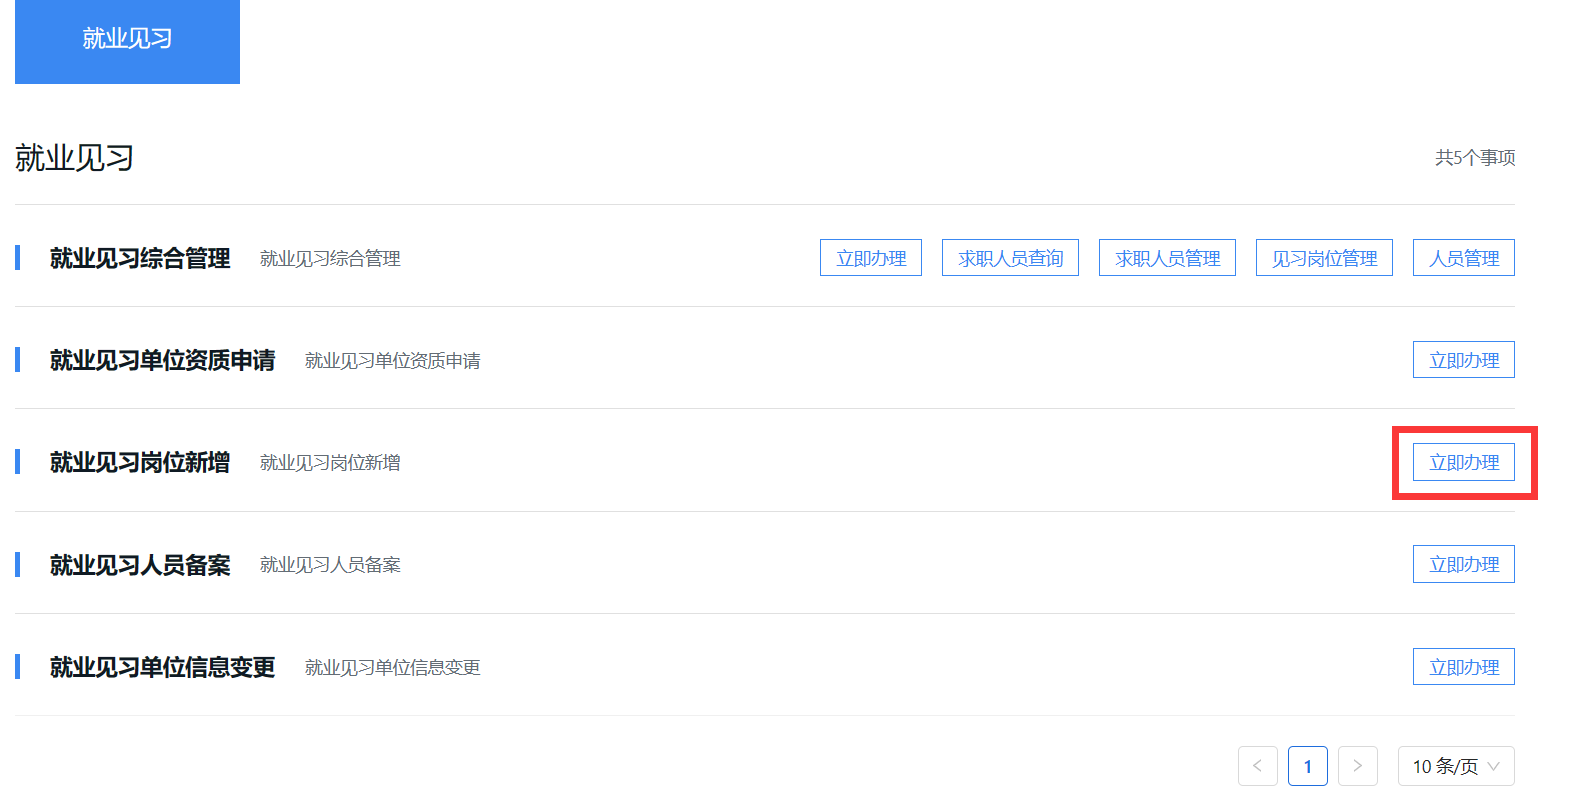 就业见习
就业见习 共5个事项
就业见习综合管理 就业见习综合管理 立即办理 求职人员查询 求职人员管理 见习岗位管理 人员管理
就业见习单位资质申请 就业见习单位资质申请 立即办理
就业见习岗位新增 就业见习岗位新增 立即办理
就业见习人员备案 就业见习人员备案 立即办理
就业见习单位信息变更 就业见习单位信息变更 立即办理
< 1 > 10 条/页